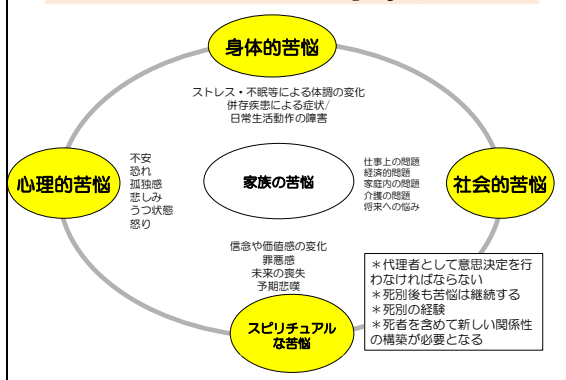 身体的苦悩
ストレス・不眠等による体調の変化
併存疾患による症状/
日常生活動作の障害
心理的苦悩
不安
恐れ
孤独感
悲しみ
うつ状態
怒り
家族の苦悩
仕事上の問題
経済的問題
家庭内の問題
介護の問題
将来への悩み
社会的苦悩
信念や価値感の変化
罪悪感
未来の喪失
予期悲嘆
スピリチュアル
な苦悩
＊代理者として意思決定を行
わなければならない
＊死別後も苦悩は継続する
＊死別の経験
＊死者を含めて新しい関係性
の構築が必要となる